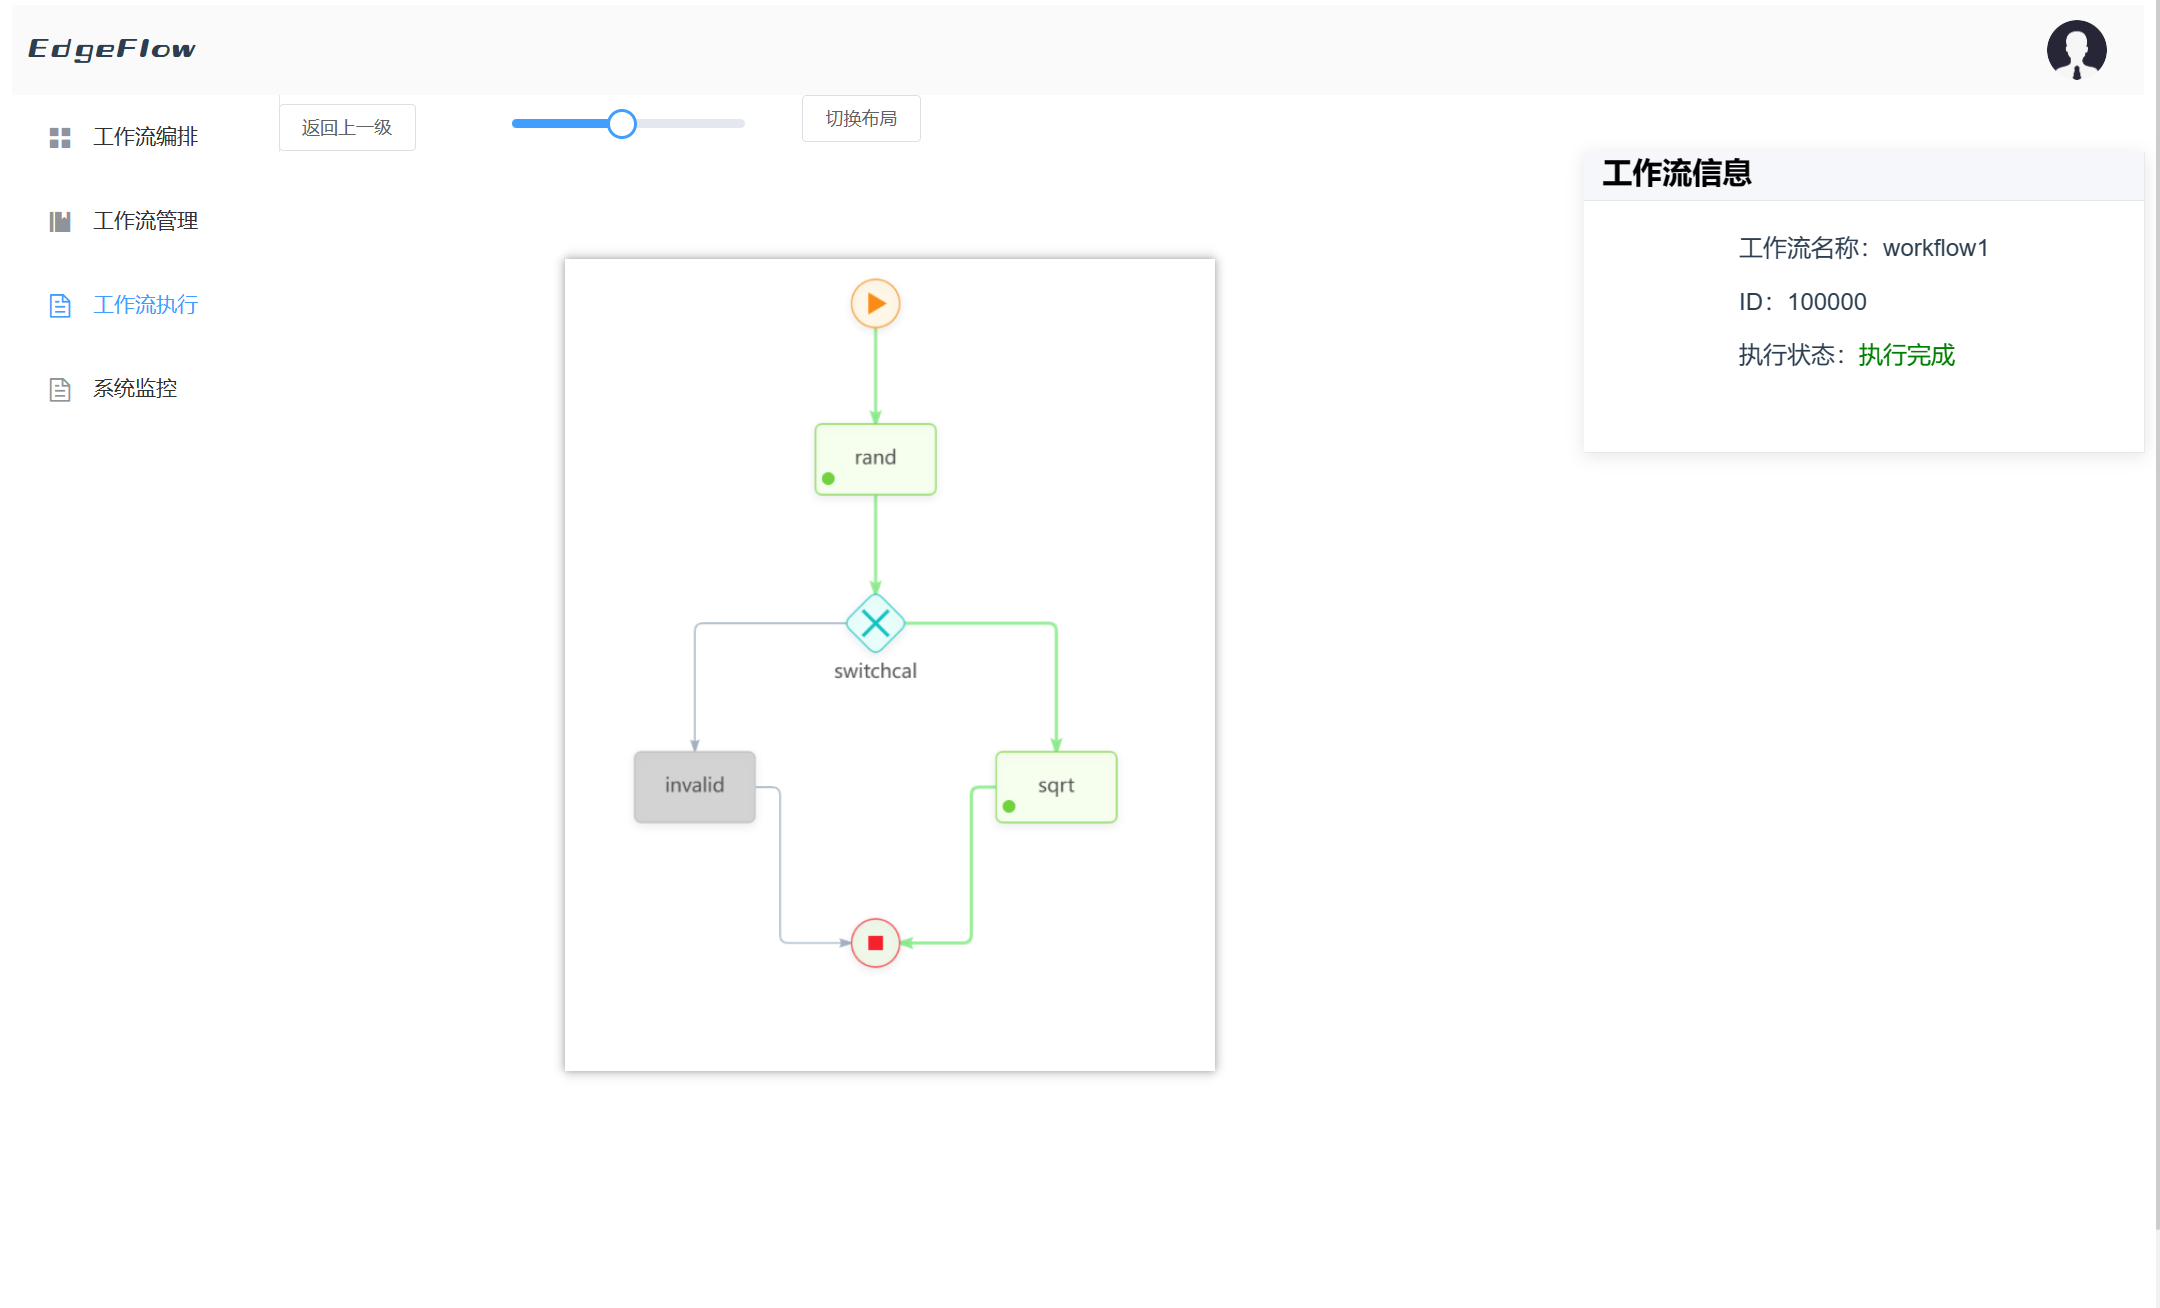 EdgeFlow
工作流编排
工作流管理
工作流执行
系统监控
返回上一级
切换布局
rand
switchcal
invalid
sqrt
工作流信息
工作流名称：workflow1
ID：100000
执行状态：执行完成